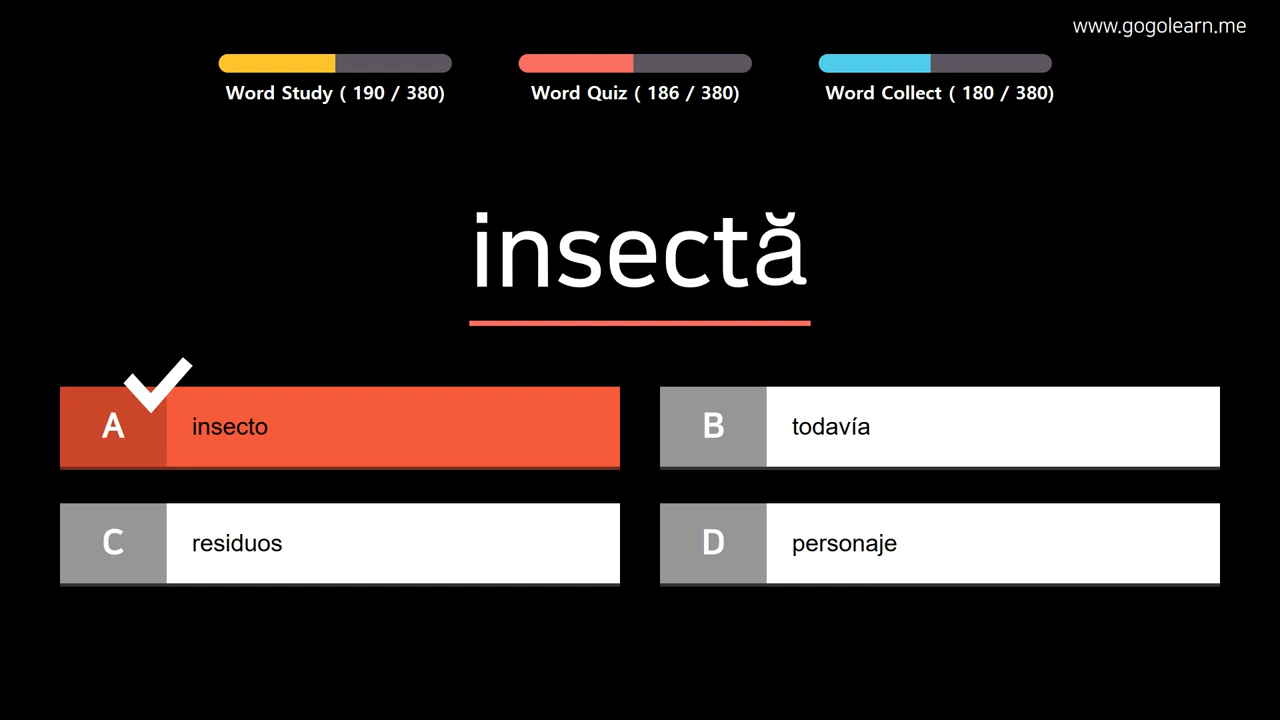 www.gogolearn.me
Word Study ( 190 / 380)
Word Quiz ( 186 / 380)
Word Collect ( 180 / 380)
insectă
A insecto
B todavía
C residuos
D personaje